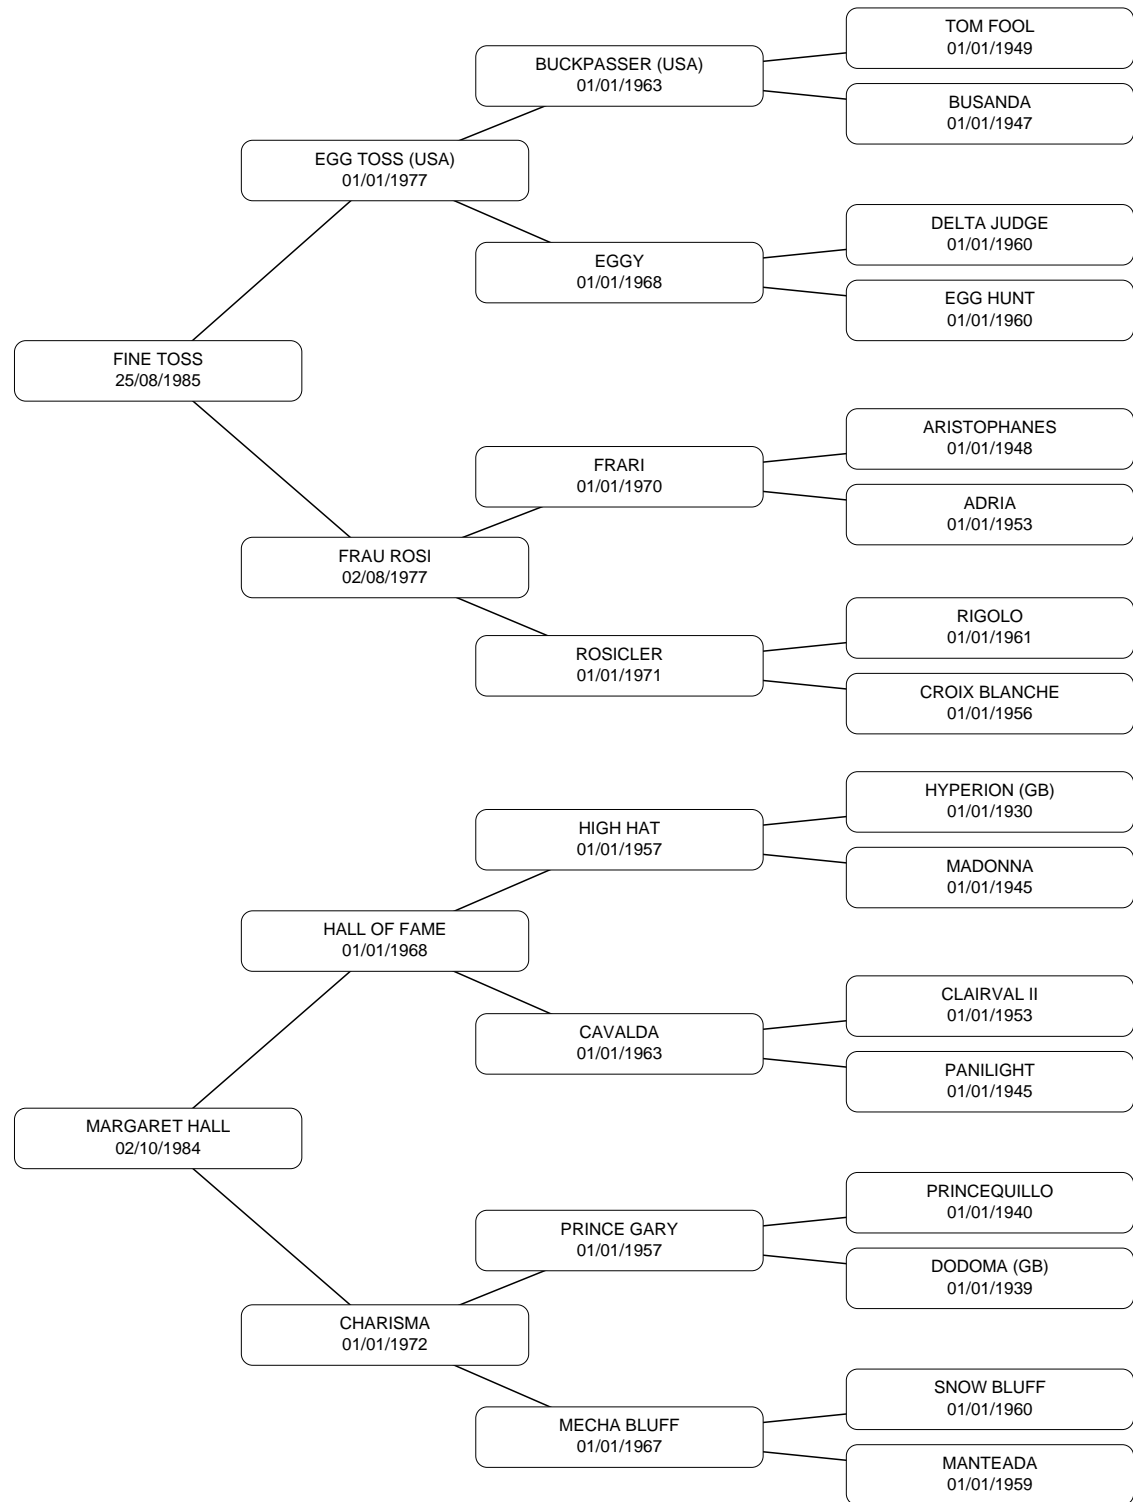 TOM FOOL
01/01/1949
BUCKPASSER (USA)
01/01/1963
BUSANDA
01/01/1947
EGG TOSS (USA)
01/01/1977
DELTA JUDGE
01/01/1960
EGGY
01/01/1968
EGG HUNT
01/01/1960
FINE TOSS
25/08/1985
ARISTOPHANES
01/01/1948
FRARI
01/01/1970
ADRIA
01/01/1953
FRAU ROSI
02/08/1977
RIGOLO
01/01/1961
ROSICLER
01/01/1971
CROIX BLANCHE
01/01/1956
HYPERION (GB)
01/01/1930
HIGH HAT
01/01/1957
MADONNA
01/01/1945
HALL OF FAME
01/01/1968
CLAIRVAL II
01/01/1953
CAVALDA
01/01/1963
PANILIGHT
01/01/1945
MARGARET HALL
02/10/1984
PRINCEQUILLO
01/01/1940
PRINCE GARY
01/01/1957
DODOMA (GB)
01/01/1939
CHARISMA
01/01/1972
SNOW BLUFF
01/01/1960
MECHA BLUFF
01/01/1967
MANTEADA
01/01/1959